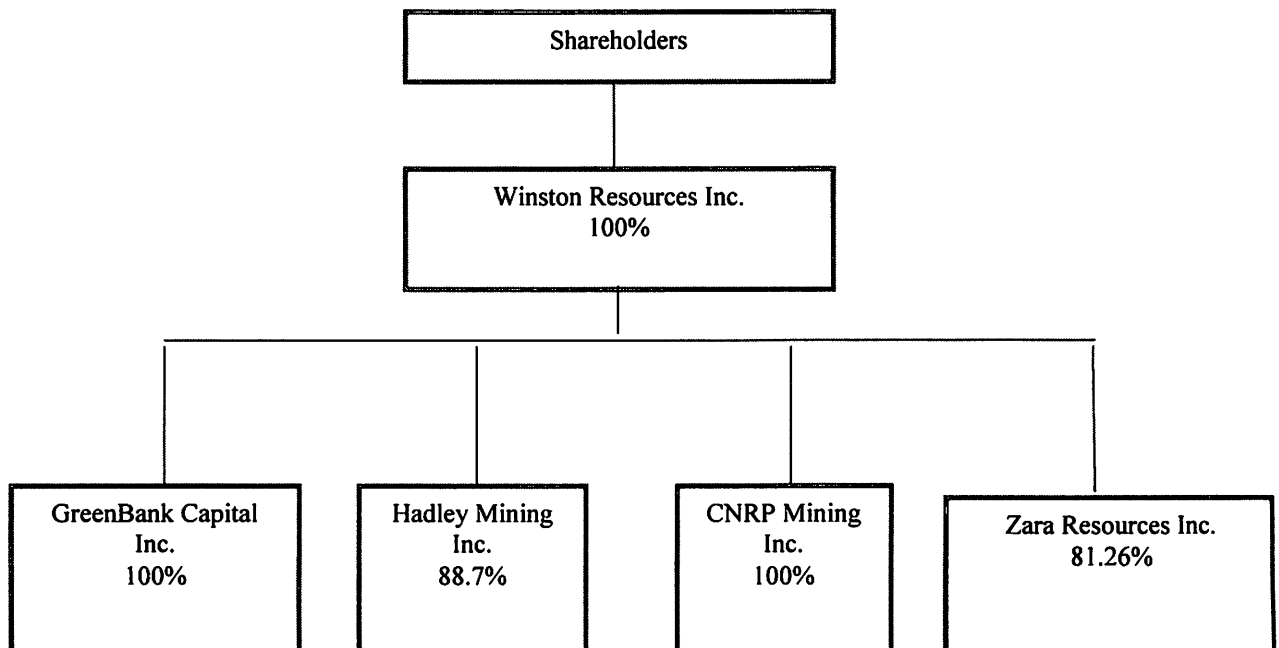 Shareholders
Winston Resources Inc.
100%
GreenBank Capital
Inc.
100%
Hadley Mining
Inc.
88.7%
CNRP Mining
Inc.
100%
Zara Resources Inc.
81.26%